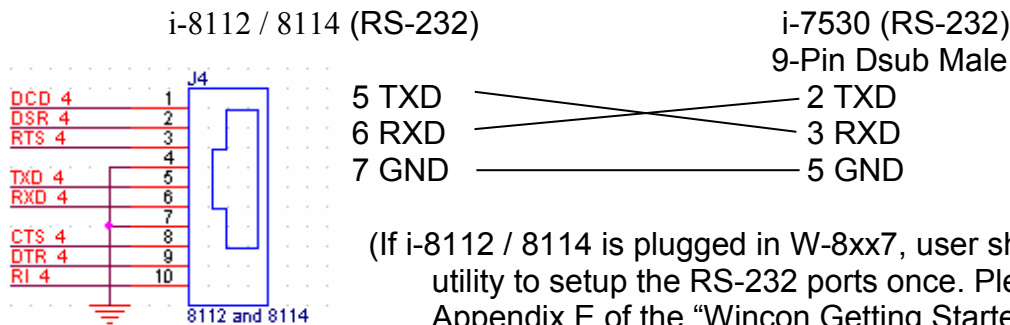 i-8112 / 8114 (RS-232)
i-7530 (RS-232)
9-Pin Dsub Male
J4
DCD 4 1
DSR 4 2
RTS 4 3
4
TXD 4 5
RXD 4 6
7
CTS 4 8
DTR 4 9
RI 4 10
8112 and 8114
5 TXD 2 TXD
6 RXD 3 RXD
7 GND 5 GND
(If i-8112 / 8114 is plugged in W-8xx7, user sh
utility to setup the RS-232 ports once. Ple
Appendix E of the “Wincon Getting Starte